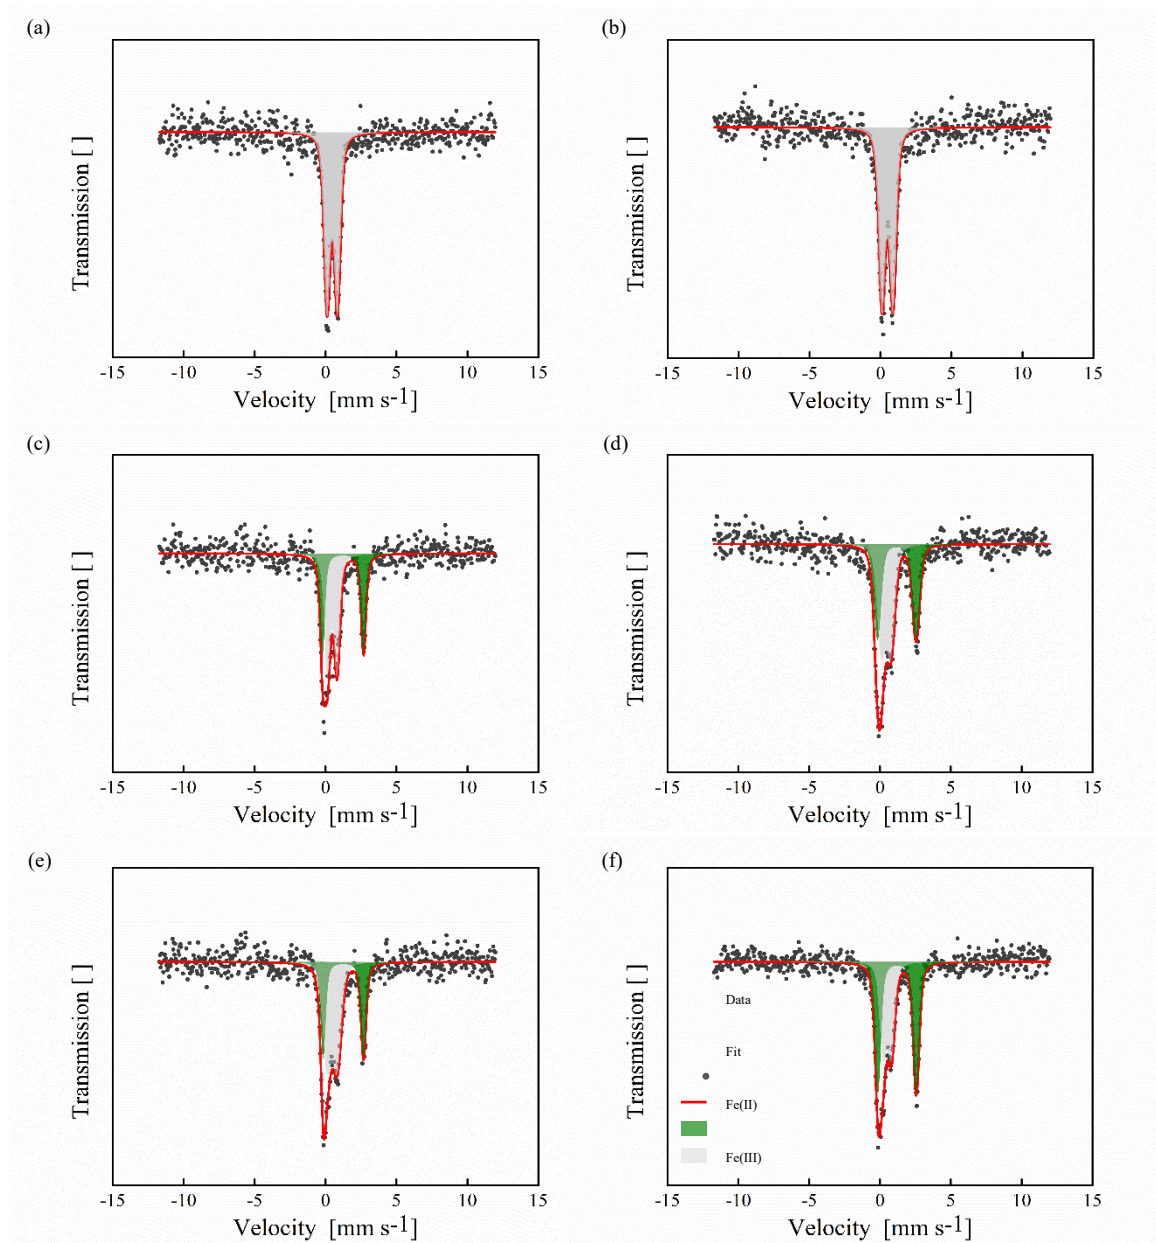 (a)
(b)
Transmission [ ]
Transmission [ ]
-15 -10 -5 0 5 10 15
-15 -10 -5 0 5 10 15
Velocity [mm s-1]
Velocity [mm s-1]
(c)
(d)
Transmission [ ]
Transmission [ ]
-15 -10 -5 0 5 10 15
-15 -10 -5 0 5 10 15
Velocity [mm s-1]
Velocity [mm s-1]
(e)
(f)
Transmission [ ]
Transmission [ ]
Data
Fit
Fe(II)
Fe(III)
-15 -10 -5 0 5 10 15
-15 -10 -5 0 5 10 15
Velocity [mm s-1]
Velocity [mm s-1]